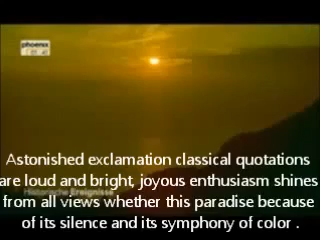 phoenix
Astonished exclamation classical quotations
are loud and bright, joyous enthusiasm shines
Historische Ereignisse
from all views whether this paradise because
of its silence and its symphony of color .